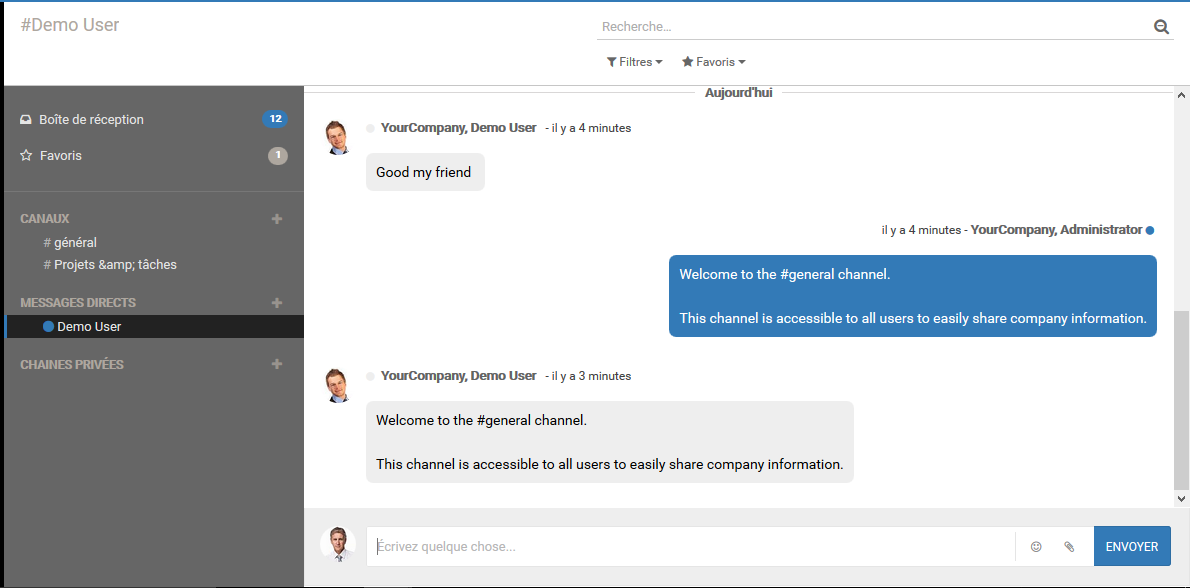 #Demo User
Recherche...
Filtres Favoris
Boîte de réception 12
Favoris 1
CANAUX
# général
# Projets &amp; tâches
MESSAGES DIRECTS
Demo User
CHAINES PRIVÉES
Aujourd'hui
YourCompany, Demo User - il y a 4 minutes
Good my friend
il y a 4 minutes - YourCompany, Administrator
Welcome to the #general channel.
This channel is accessible to all users to easily share company information.
YourCompany, Demo User - il y a 3 minutes
Welcome to the #general channel.
This channel is accessible to all users to easily share company information.
Écrivez quelque chose...
ENVOYER